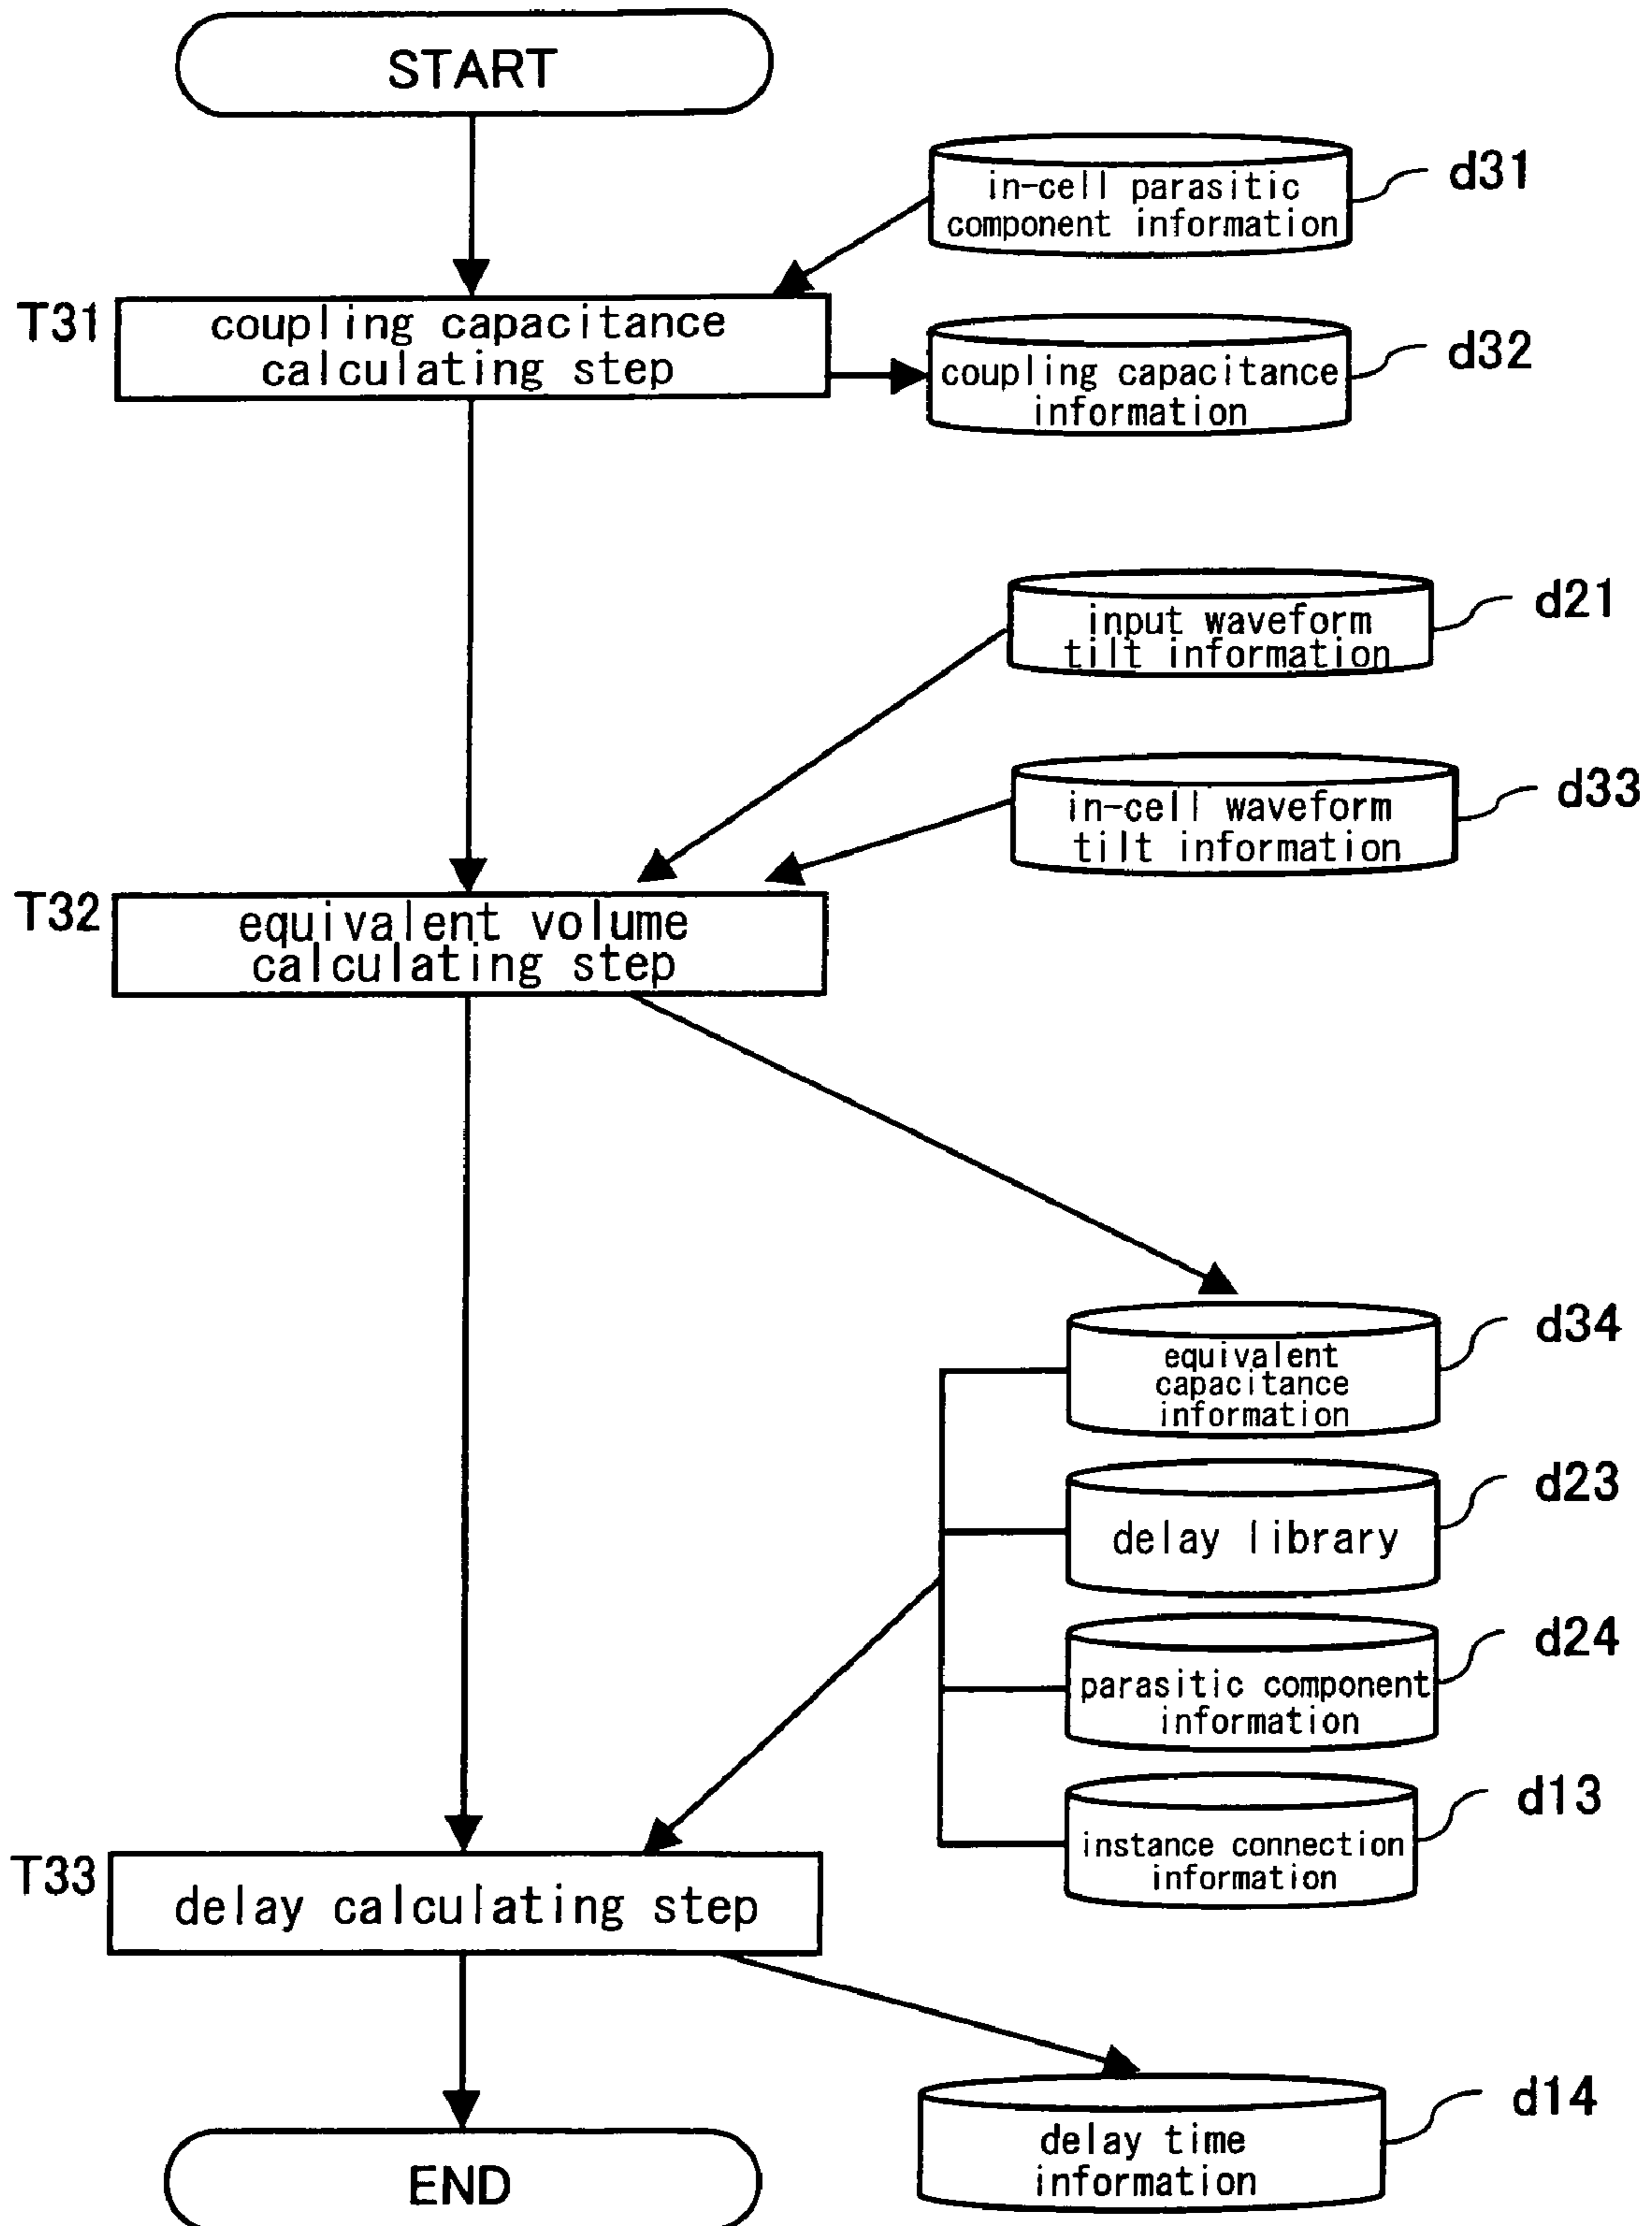 START
in-cell parasitic
component information
d31
T31
coupling capacitance
calculating step
coupling capacitance
information
d32
input waveform
tilt information
d21
in-cell waveform
tilt information
d33
T32
equivalent volume
calculating step
equivalent
capacitance
information
d34
delay library
d23
parasitic component
information
d24
instance connection
information
d13
T33
delay calculating step
delay time
information
d14
END